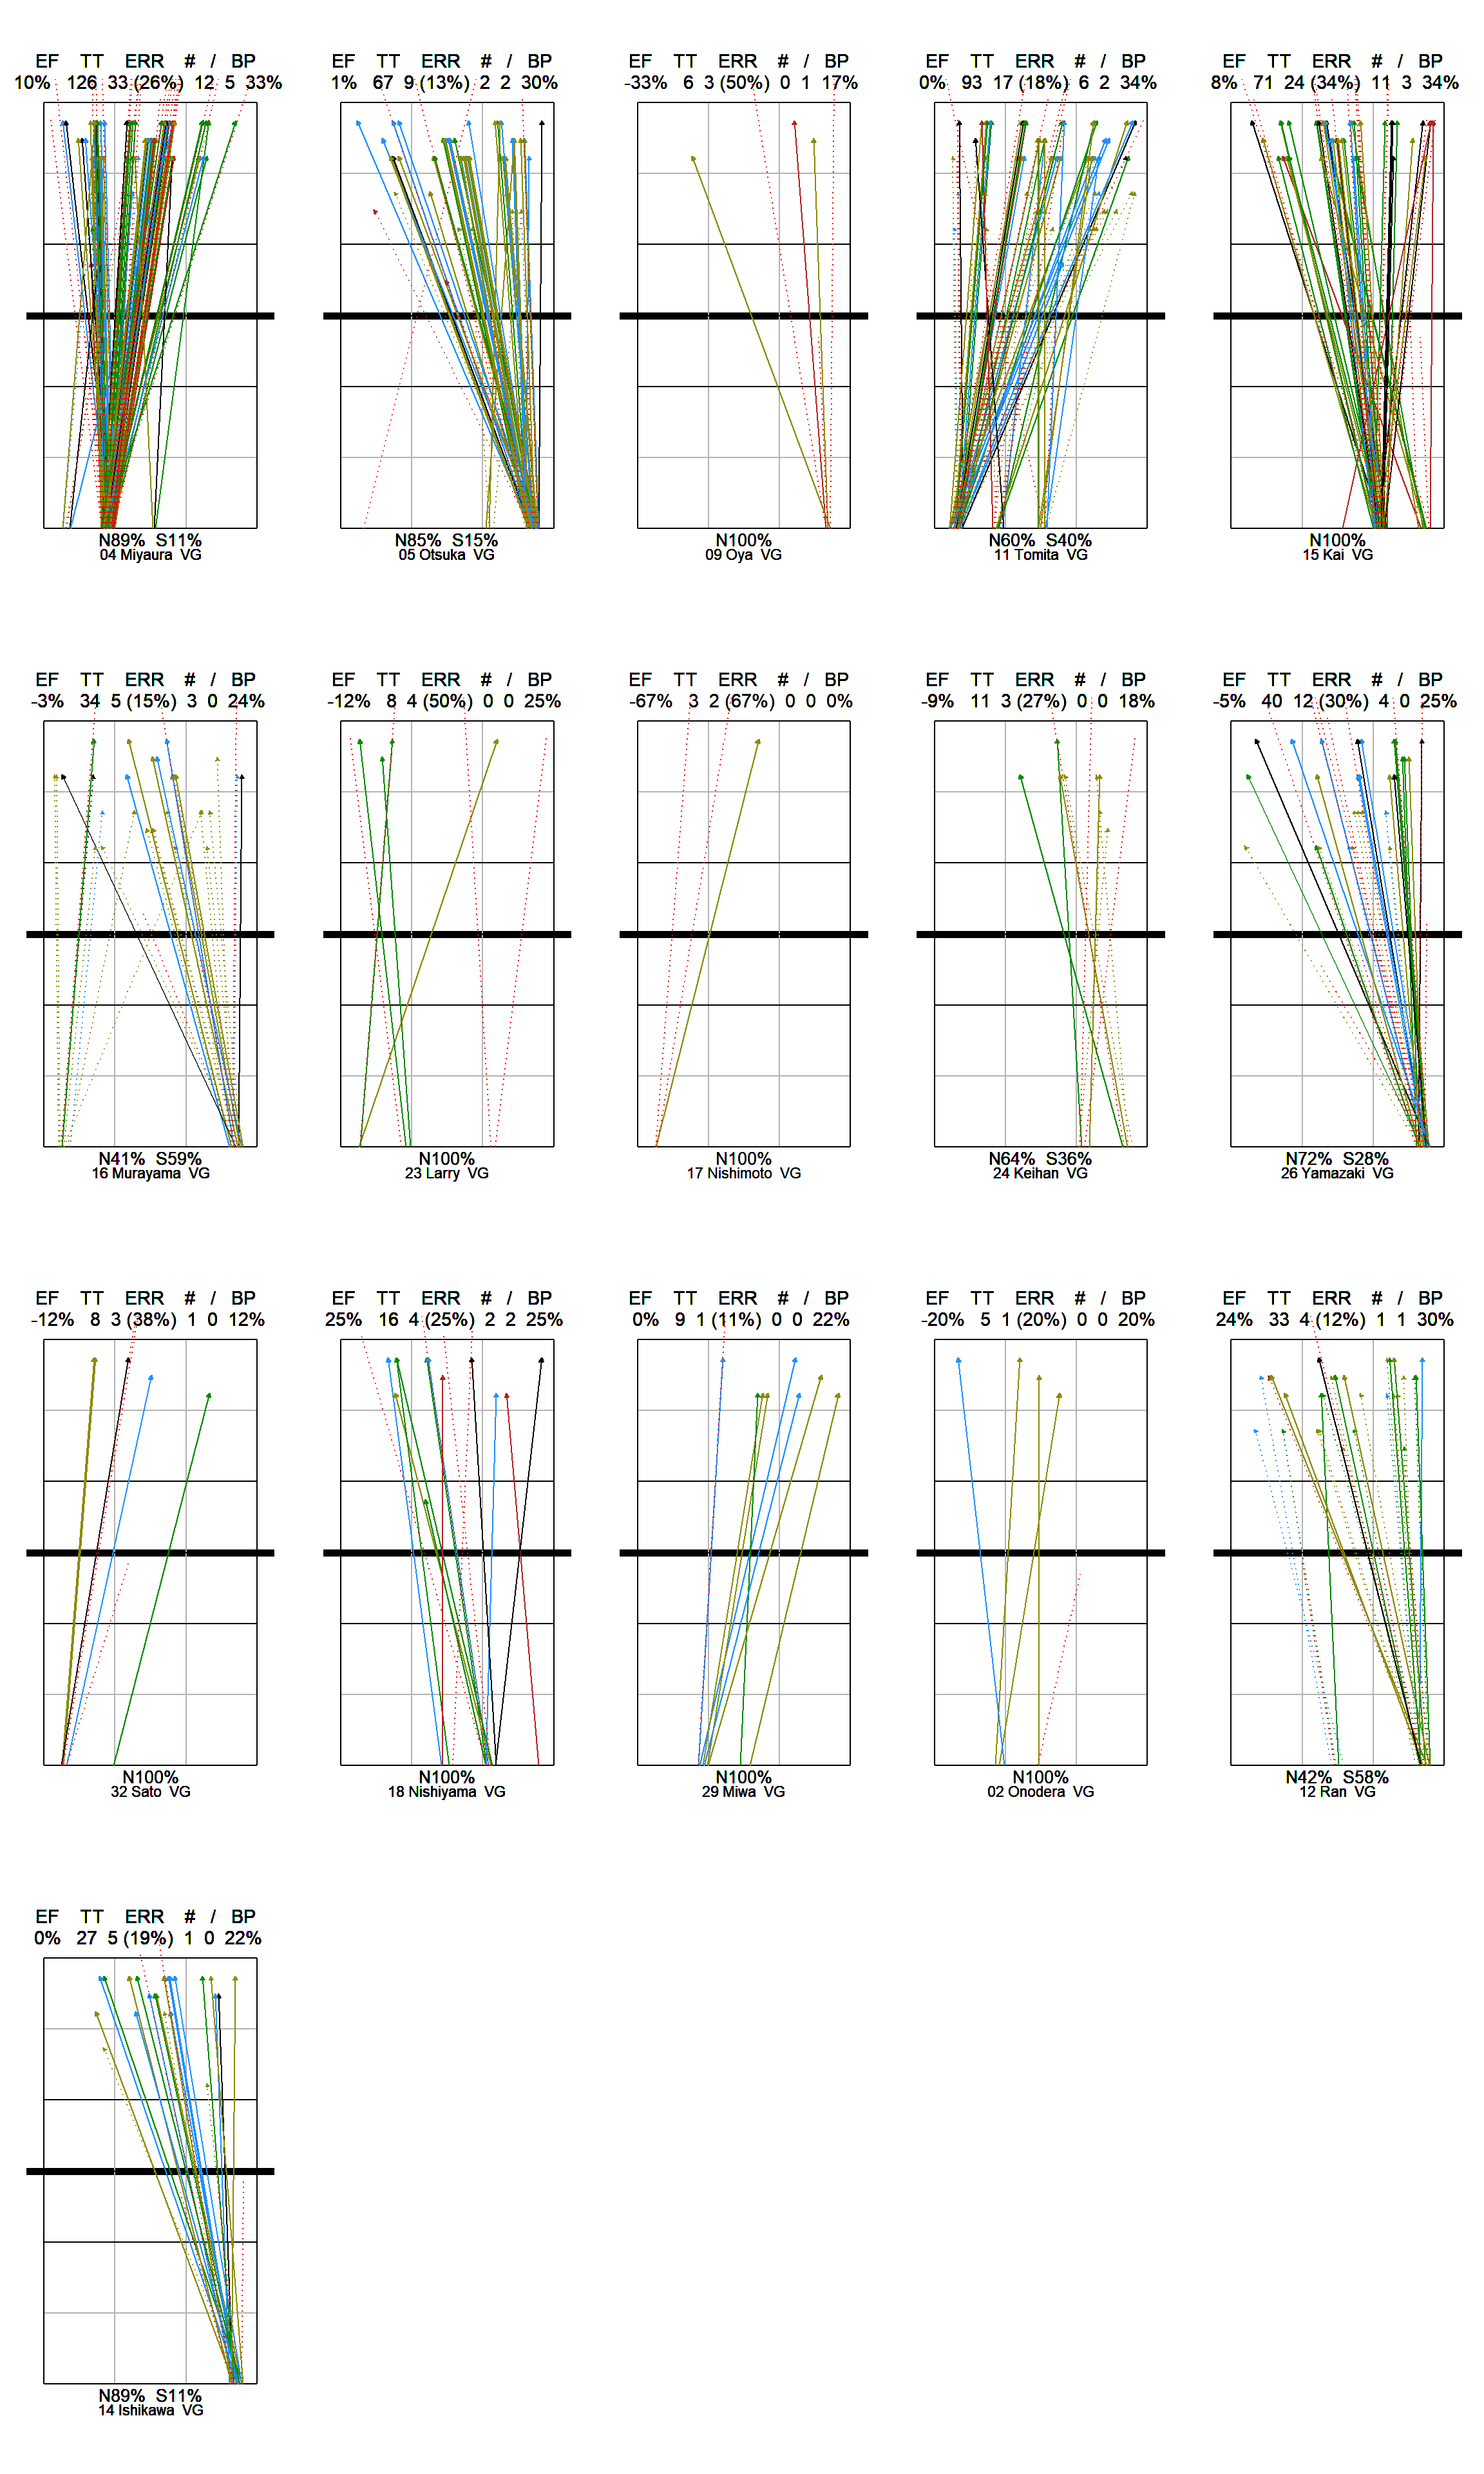 EF TT ERR # / BP
10% 126 33 (26%) 12 5 33%
N89% S11%
04 Miyaura VG
EF TT ERR # / BP
1% 67 9 (13%) 2 2 30%
N85% S15%
05 Otsuka VG
EF TT ERR # / BP
-33% 6 3 (50%) 0 1 17%
N100%
09 Oya VG
EF TT ERR # / BP
0% 93 17 (18%) 6 2 34%
N60% S40%
11 Tomita VG
EF TT ERR # / BP
8% 71 24 (34%) 11 3 34%
N100%
15 Kai VG
EF TT ERR # / BP
-3% 34 5 (15%) 3 0 24%
N41% S59%
16 Murayama VG
EF TT ERR # / BP
-12% 8 4 (50%) 0 0 25%
N100%
23 Larry VG
EF TT ERR # / BP
-67% 3 2 (67%) 0 0 0%
N100%
17 Nishimoto VG
EF TT ERR # / BP
-9% 11 3 (27%) 0 0 18%
N64% S36%
24 Keihan VG
EF TT ERR # / BP
-5% 40 12 (30%) 4 0 25%
N72% S28%
26 Yamazaki VG
EF TT ERR # / BP
-12% 8 3 (38%) 1 0 12%
N100%
32 Sato VG
EF TT ERR # / BP
25% 16 4 (25%) 2 2 25%
N100%
18 Nishiyama VG
EF TT ERR # / BP
0% 9 1 (11%) 0 0 22%
N100%
29 Miwa VG
EF TT ERR # / BP
-20% 5 1 (20%) 0 0 20%
N100%
02 Onodera VG
EF TT ERR # / BP
24% 33 4 (12%) 1 1 30%
N42% S58%
12 Ran VG
EF TT ERR # / BP
0% 27 5 (19%) 1 0 22%
N89% S11%
14 Ishikawa VG